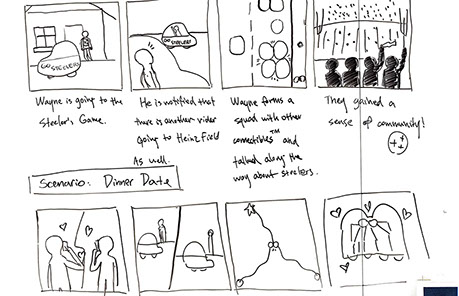 GO STEELERS
GO STEELERS
Wayne is going to the
Steelor's Game.
He is notified that
there is another rider
going to Heinz Field
As well.
Wayne forms a
squad with other
and
talked along the
way about steelers.
They gained a
sense of community!
++
Scenario: Dinner Date